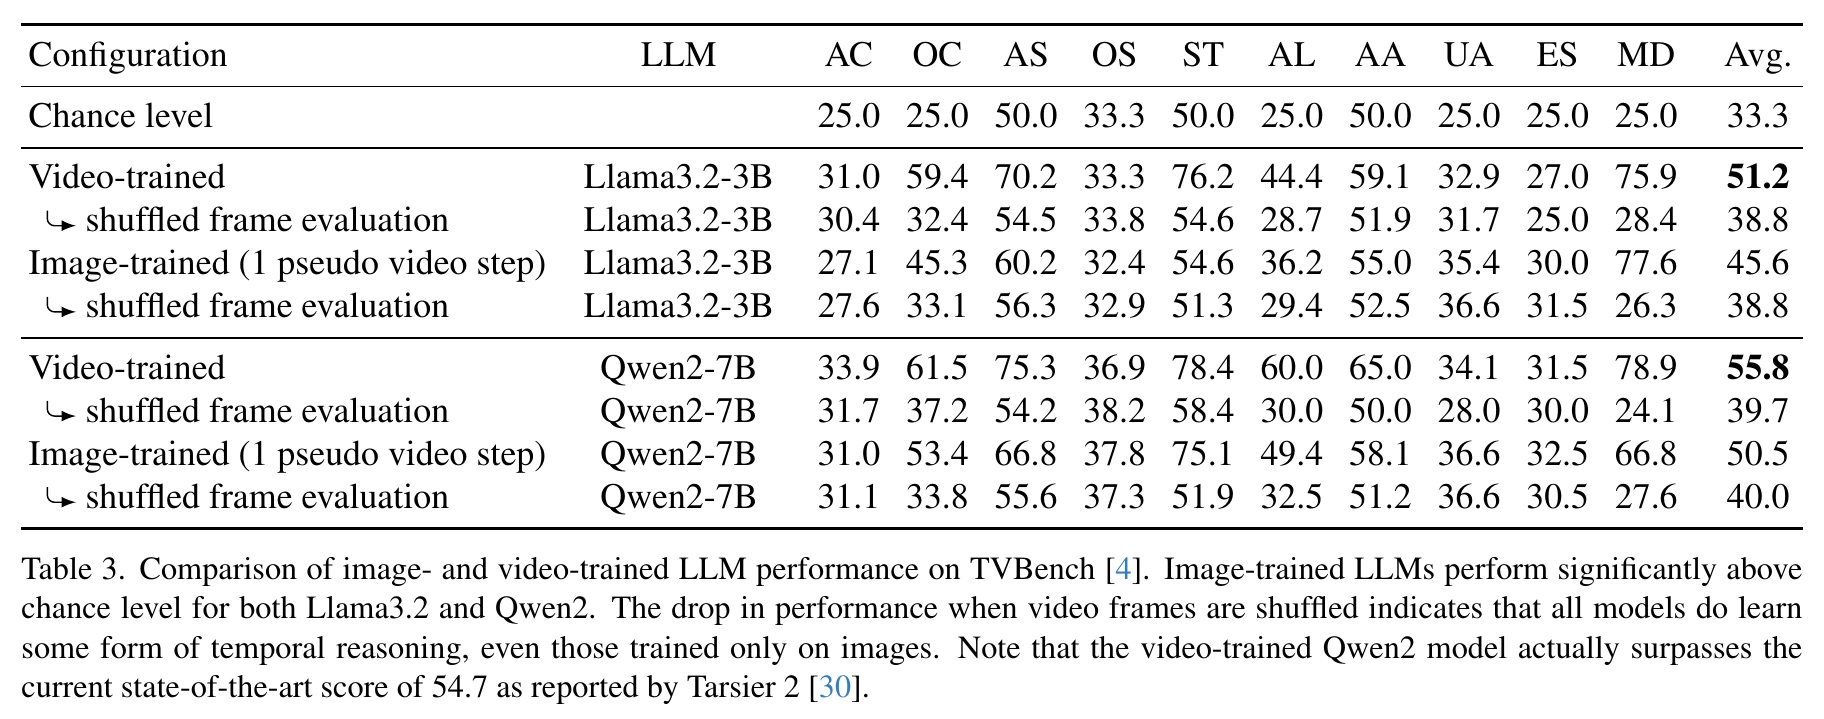 Configuration LLM AC OC AS OS ST AL AA UA ES MD Avg.
Chance level 25.0 25.0 50.0 33.3 50.0 25.0 50.0 25.0 25.0 25.0 33.3
Video-trained Llama3.2-3B 31.0 59.4 70.2 33.3 76.2 44.4 59.1 32.9 27.0 75.9 51.2
↪ shuffled frame evaluation Llama3.2-3B 30.4 32.4 54.5 33.8 54.6 28.7 51.9 31.7 25.0 28.4 38.8
Image-trained (1 pseudo video step) Llama3.2-3B 27.1 45.3 60.2 32.4 54.6 36.2 55.0 35.4 30.0 77.6 45.6
↪ shuffled frame evaluation Llama3.2-3B 27.6 33.1 56.3 32.9 51.3 29.4 52.5 36.6 31.5 26.3 38.8
Video-trained Qwen2-7B 33.9 61.5 75.3 36.9 78.4 60.0 65.0 34.1 31.5 78.9 55.8
↪ shuffled frame evaluation Qwen2-7B 31.7 37.2 54.2 38.2 58.4 30.0 50.0 28.0 30.0 24.1 39.7
Image-trained (1 pseudo video step) Qwen2-7B 31.0 53.4 66.8 37.8 75.1 49.4 58.1 36.6 32.5 66.8 50.5
↪ shuffled frame evaluation Qwen2-7B 31.1 33.8 55.6 37.3 51.9 32.5 51.2 36.6 30.5 27.6 40.0
Table 3. Comparison of image- and video-trained LLM performance on TVBench [4]. Image-trained LLMs perform significantly above
chance level for both Llama3.2 and Qwen2. The drop in performance when video frames are shuffled indicates that all models do learn
some form of temporal reasoning, even those trained only on images. Note that the video-trained Qwen2 model actually surpasses the
current state-of-the-art score of 54.7 as reported by Tarsier 2 [30].